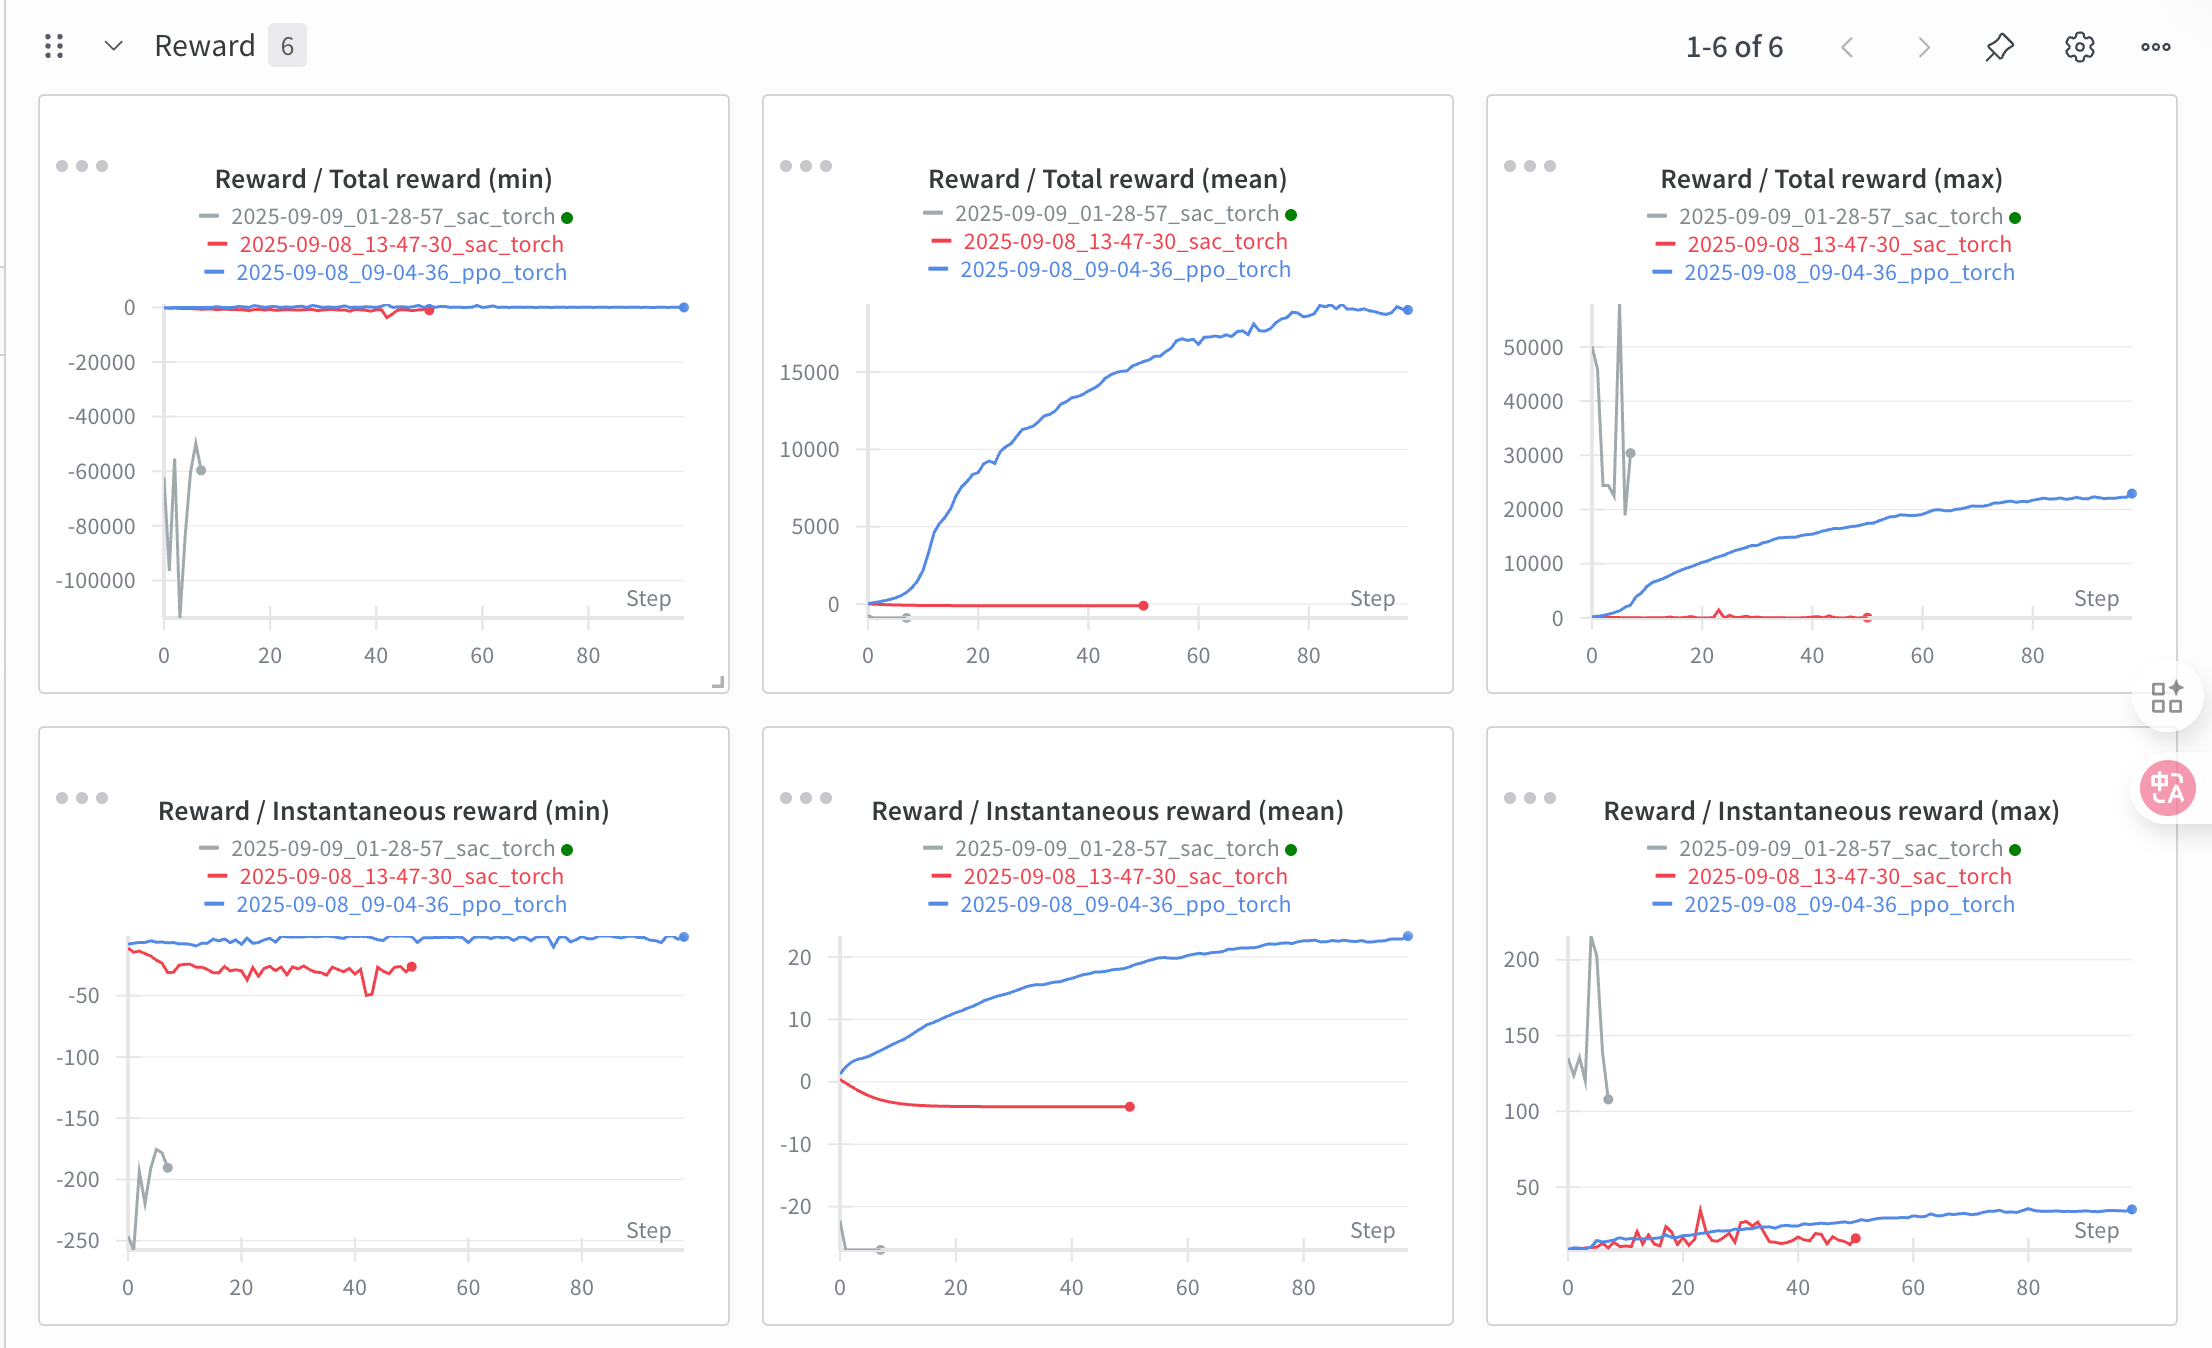 Reward 6
1-6 of 6
Reward / Total reward (min)
2025-09-09_01-28-57_sac_torch
2025-09-08_13-47-30_sac_torch
2025-09-08_09-04-36_ppo_torch
0
-20000
-40000
-60000
-80000
-100000
Step
0 20 40 60 80
Reward / Total reward (mean)
2025-09-09_01-28-57_sac_torch
2025-09-08_13-47-30_sac_torch
2025-09-08_09-04-36_ppo_torch
15000
10000
5000
0
Step
0 20 40 60 80
Reward / Total reward (max)
2025-09-09_01-28-57_sac_torch
2025-09-08_13-47-30_sac_torch
2025-09-08_09-04-36_ppo_torch
50000
40000
30000
20000
10000
0
Step
0 20 40 60 80
Reward / Instantaneous reward (min)
2025-09-09_01-28-57_sac_torch
2025-09-08_13-47-30_sac_torch
2025-09-08_09-04-36_ppo_torch
-50
-100
-150
-200
-250
Step
0 20 40 60 80
Reward / Instantaneous reward (mean)
2025-09-09_01-28-57_sac_torch
2025-09-08_13-47-30_sac_torch
2025-09-08_09-04-36_ppo_torch
20
10
0
-10
-20
Step
0 20 40 60 80
Reward / Instantaneous reward (max)
2025-09-09_01-28-57_sac_torch
2025-09-08_13-47-30_sac_torch
2025-09-08_09-04-36_ppo_torch
200
150
100
50
Step
0 20 40 60 80
中A